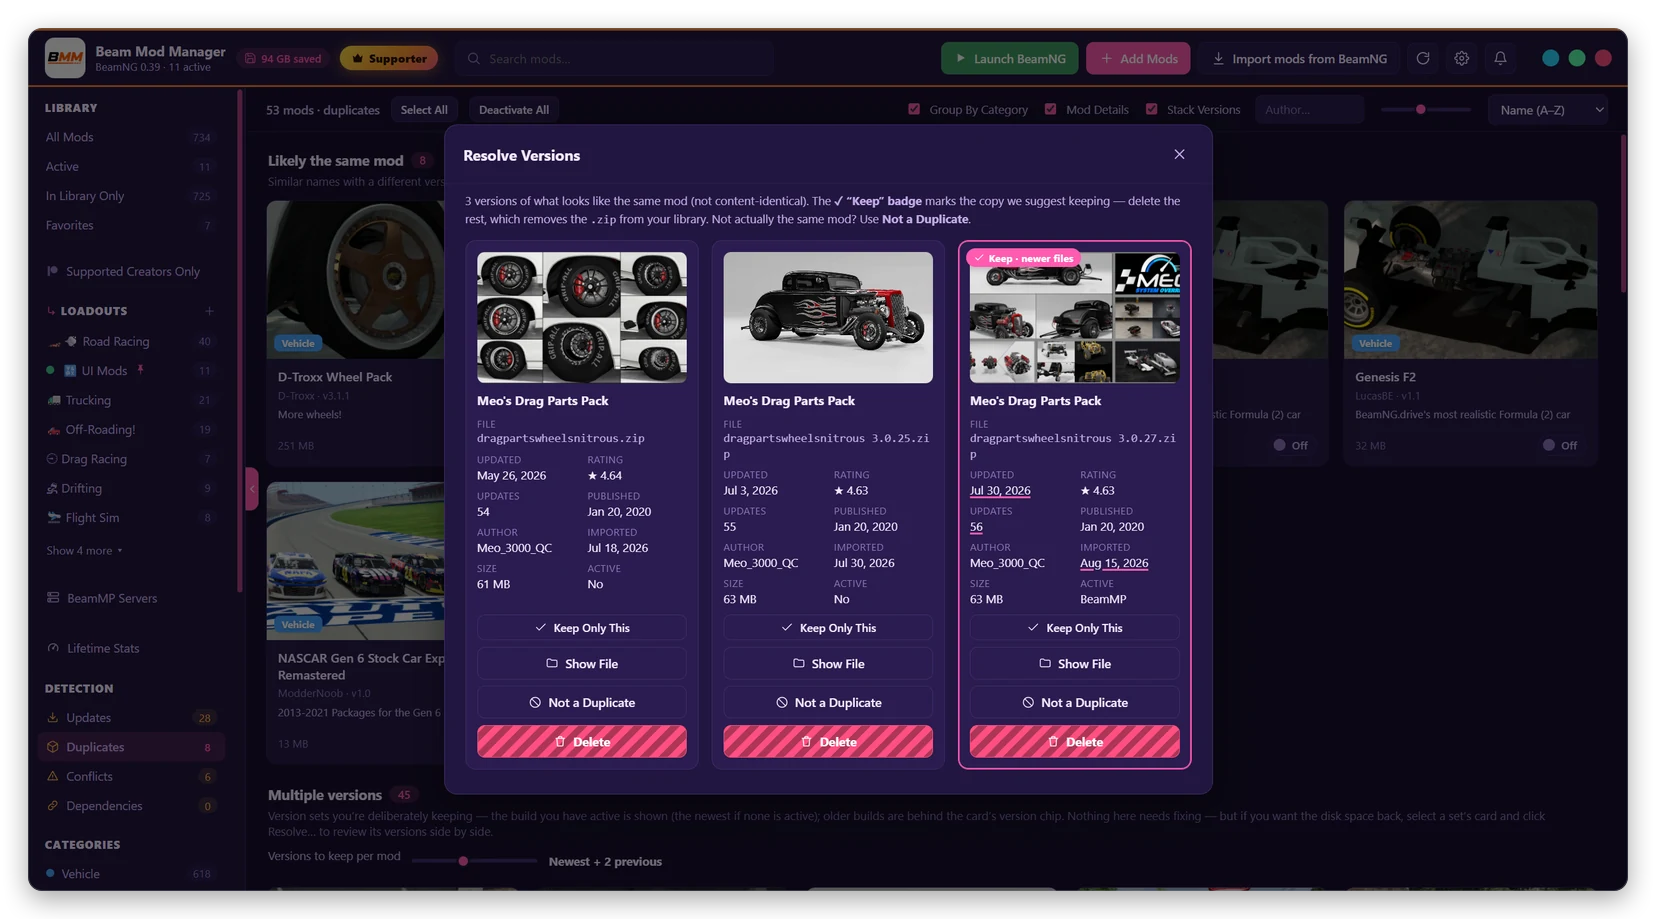 BMM
Beam Mod Manager
BeamNG 0.39 · 11 active
94 GB saved
Supporter
Search mods...
Launch BeamNG
Add Mods
Import mods from BeamNG
LIBRARY
All Mods 734
Active 11
In Library Only 725
Favorites 7
Supported Creators Only
LOADOUTS +
Road Racing 40
UI Mods 11
Trucking 21
Off-Roading! 19
Drag Racing 7
Drifting 9
Flight Sim 8
Show 4 more
BeamMP Servers
Lifetime Stats
DETECTION
Updates 28
Duplicates 8
Conflicts 6
Dependencies 0
CATEGORIES
Vehicle 618
53 mods · duplicates
Select All
Deactivate All
Group By Category
Mod Details
Stack Versions
Author...
Name (A–Z)
Likely the same mod 8
Similar names with a different vers
Vehicle
D-Troxx Wheel Pack
D-Troxx · v3.1.1
More wheels!
251 MB
Vehicle
NASCAR Gen 6 Stock Car Exp
Remastered
ModderNoob · v1.0
2013-2021 Packages for the Gen 6
13 MB
Resolve Versions
3 versions of what looks like the same mod (not content-identical). The ✓ “Keep” badge marks the copy we suggest keeping — delete the
rest, which removes the .zip from your library. Not actually the same mod? Use Not a Duplicate.
Meo's Drag Parts Pack
FILE
dragpartswheelsnitrous.zip
UPDATED RATING
May 26, 2026 ★ 4.64
UPDATES PUBLISHED
54 Jan 20, 2020
AUTHOR IMPORTED
Meo_3000_QC Jul 18, 2026
SIZE ACTIVE
61 MB No
Keep Only This
Show File
Not a Duplicate
Delete
Meo's Drag Parts Pack
FILE
dragpartswheelsnitrous 3.0.25.zi
p
UPDATED RATING
Jul 3, 2026 ★ 4.63
UPDATES PUBLISHED
55 Jan 20, 2020
AUTHOR IMPORTED
Meo_3000_QC Jul 30, 2026
SIZE ACTIVE
63 MB No
Keep Only This
Show File
Not a Duplicate
Delete
Keep · newer files
Meo's Drag Parts Pack
FILE
dragpartswheelsnitrous 3.0.27.zi
p
UPDATED RATING
Jul 30, 2026 ★ 4.63
UPDATES PUBLISHED
56 Jan 20, 2020
AUTHOR IMPORTED
Meo_3000_QC Aug 15, 2026
SIZE ACTIVE
63 MB BeamMP
Keep Only This
Show File
Not a Duplicate
Delete
stic Formula (2) car
Off
Vehicle
Genesis F2
LucasBE · v1.1
BeamNG.drive's most realistic Formula (2) car
32 MB Off
Multiple versions 45
Version sets you're deliberately keeping — the build you have active is shown (the newest if none is active); older builds are behind the card's version chip. Nothing here needs fixing — but if you want the disk space back, select a set's card and click
Resolve... to review its versions side by side.
Versions to keep per mod
Newest + 2 previous